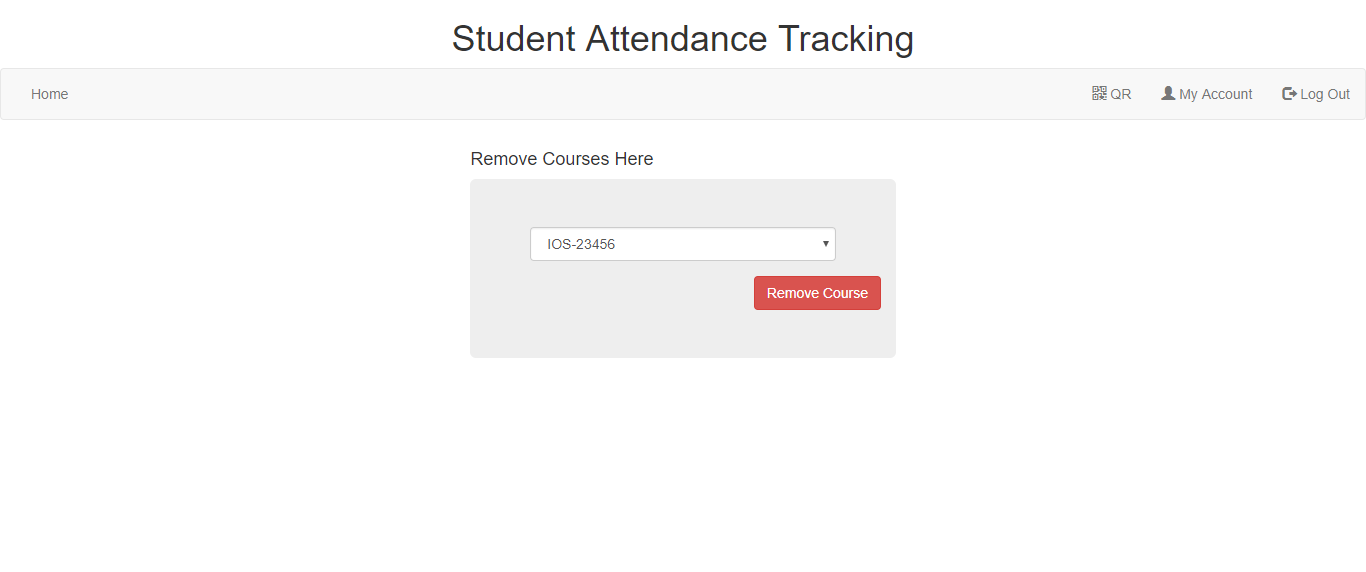 Student Attendance Tracking
Home QR My Account Log Out
Remove Courses Here
IOS-23456
Remove Course